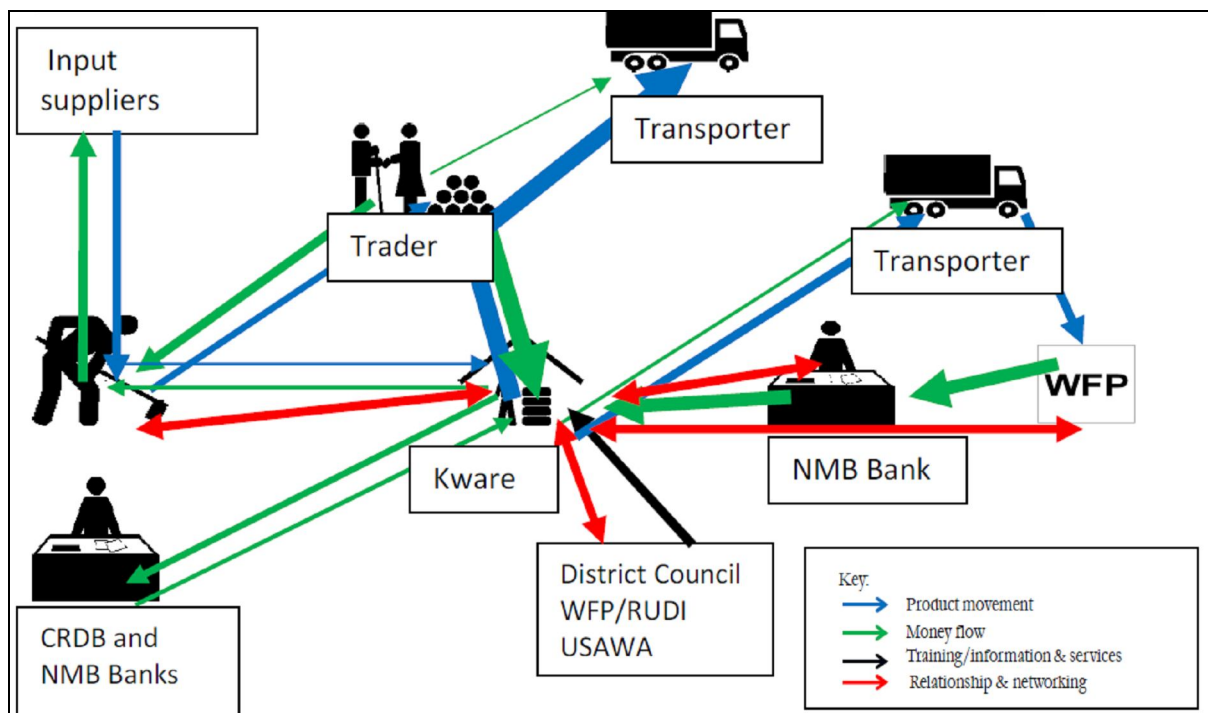 Input
suppliers
Transporter
Trader
Transporter
WFP
Kware
NMB Bank
District Council
WFP/RUDI
USAWA
CRDB and
NMB Banks
Key:
Product movement
Money flow
Training/information & services
Relationship & networking